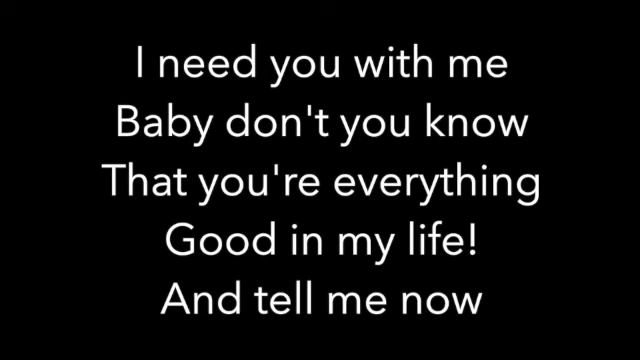 I need you with me
Baby don't you know
That you're everything
Good in my life!
And tell me now